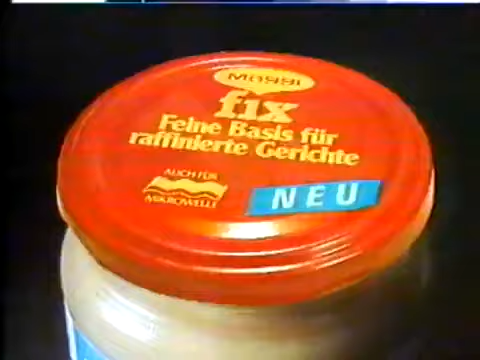 MAGGI
fix
Feine Basis für
raffinierte Gerichte
AUCH FÜR
MIKROWELLE
NEU